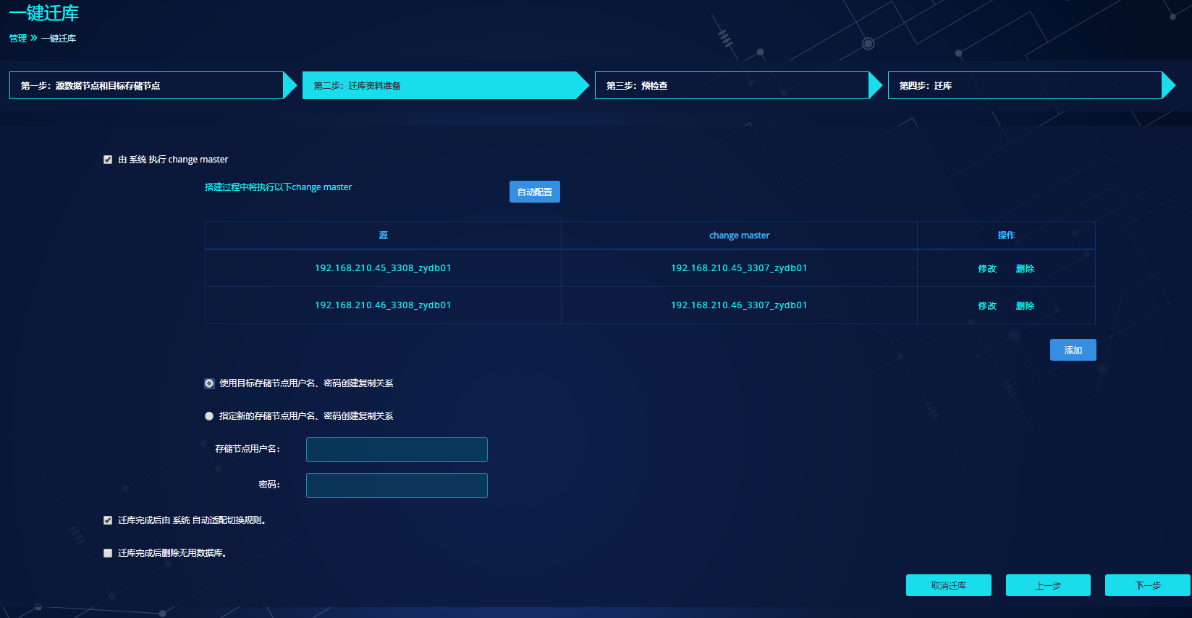 一键迁库
管理 » 一键迁库
第一步：源数据节点和目标存储节点
第二步：迁库资料准备
第三步：预检查
第四步：迁库
由 系统 执行 change master
搭建过程中将执行以下change master
自动配置
源 change master 操作
192.168.210.45_3308_zydb01 192.168.210.45_3307_zydb01 修改 删除
192.168.210.46_3308_zydb01 192.168.210.46_3307_zydb01 修改 删除
添加
使用目标存储节点用户名、密码创建复制关系
指定新的存储节点用户名、密码创建复制关系
存储节点用户名：
密码：
迁库完成后由 系统 自动适配切换规则。
迁库完成后删除无用数据库。
取消迁库 上一步 下一步